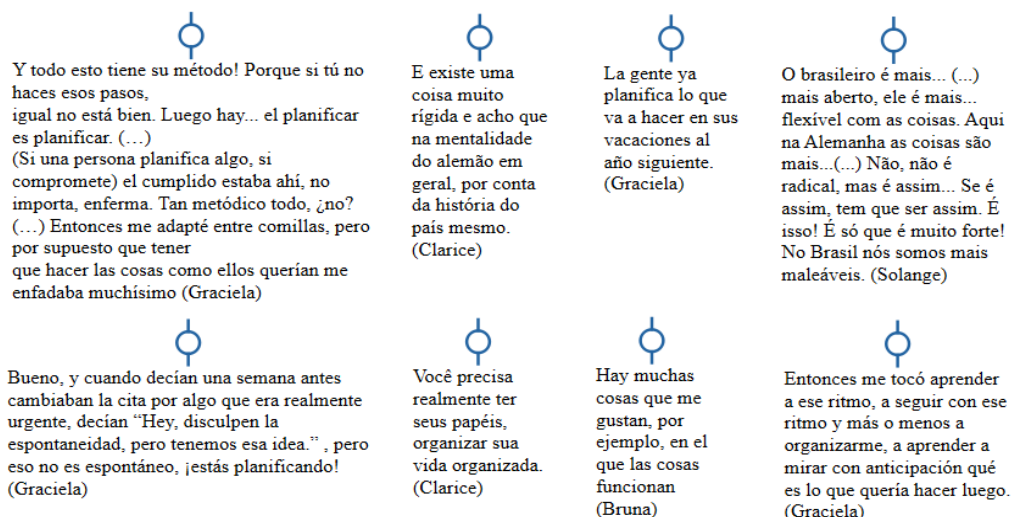 Y todo esto tiene su método! Porque si tú no
haces esos pasos,
igual no está bien. Luego hay... el planificar
es planificar. (…)
(Si una persona planifica algo, si
compromete) el cumplido estaba ahí, no
importa, enferma. Tan metódico todo, ¿no?
(…) Entonces me adapté entre comillas, pero
por supuesto que tener
que hacer las cosas como ellos querían me
enfadaba muchísimo (Graciela)
E existe uma
coisa muito
rígida e acho que
na mentalidade
do alemão em
geral, por conta
da história do
país mesmo.
(Clarice)
La gente ya
planifica lo que
va a hacer en sus
vacaciones al
año siguiente.
(Graciela)
O brasileiro é mais... (...)
mais aberto, ele é mais...
flexível com as coisas. Aqui
na Alemanha as coisas são
mais...(...) Não, não é
radical, mas é assim... Se é
assim, tem que ser assim. É
isso! É só que é muito forte!
No Brasil nós somos mais
maleáveis. (Solange)
Bueno, y cuando decían una semana antes
cambiaban la cita por algo que era realmente
urgente, decían “Hey, disculpen la
espontaneidad, pero tenemos esa idea.” , pero
eso no es espontáneo, ¡estás planificando!
(Graciela)
Você precisa
realmente ter
seus papéis,
organizar sua
vida organizada.
(Clarice)
Hay muchas
cosas que me
gustan, por
ejemplo, en el
que las cosas
funcionan
(Bruna)
Entonces me tocó aprender
a ese ritmo, a seguir con ese
ritmo y más o menos a
organizarme, a aprender a
mirar con anticipación qué
es lo que quería hacer luego.
(Graciela)